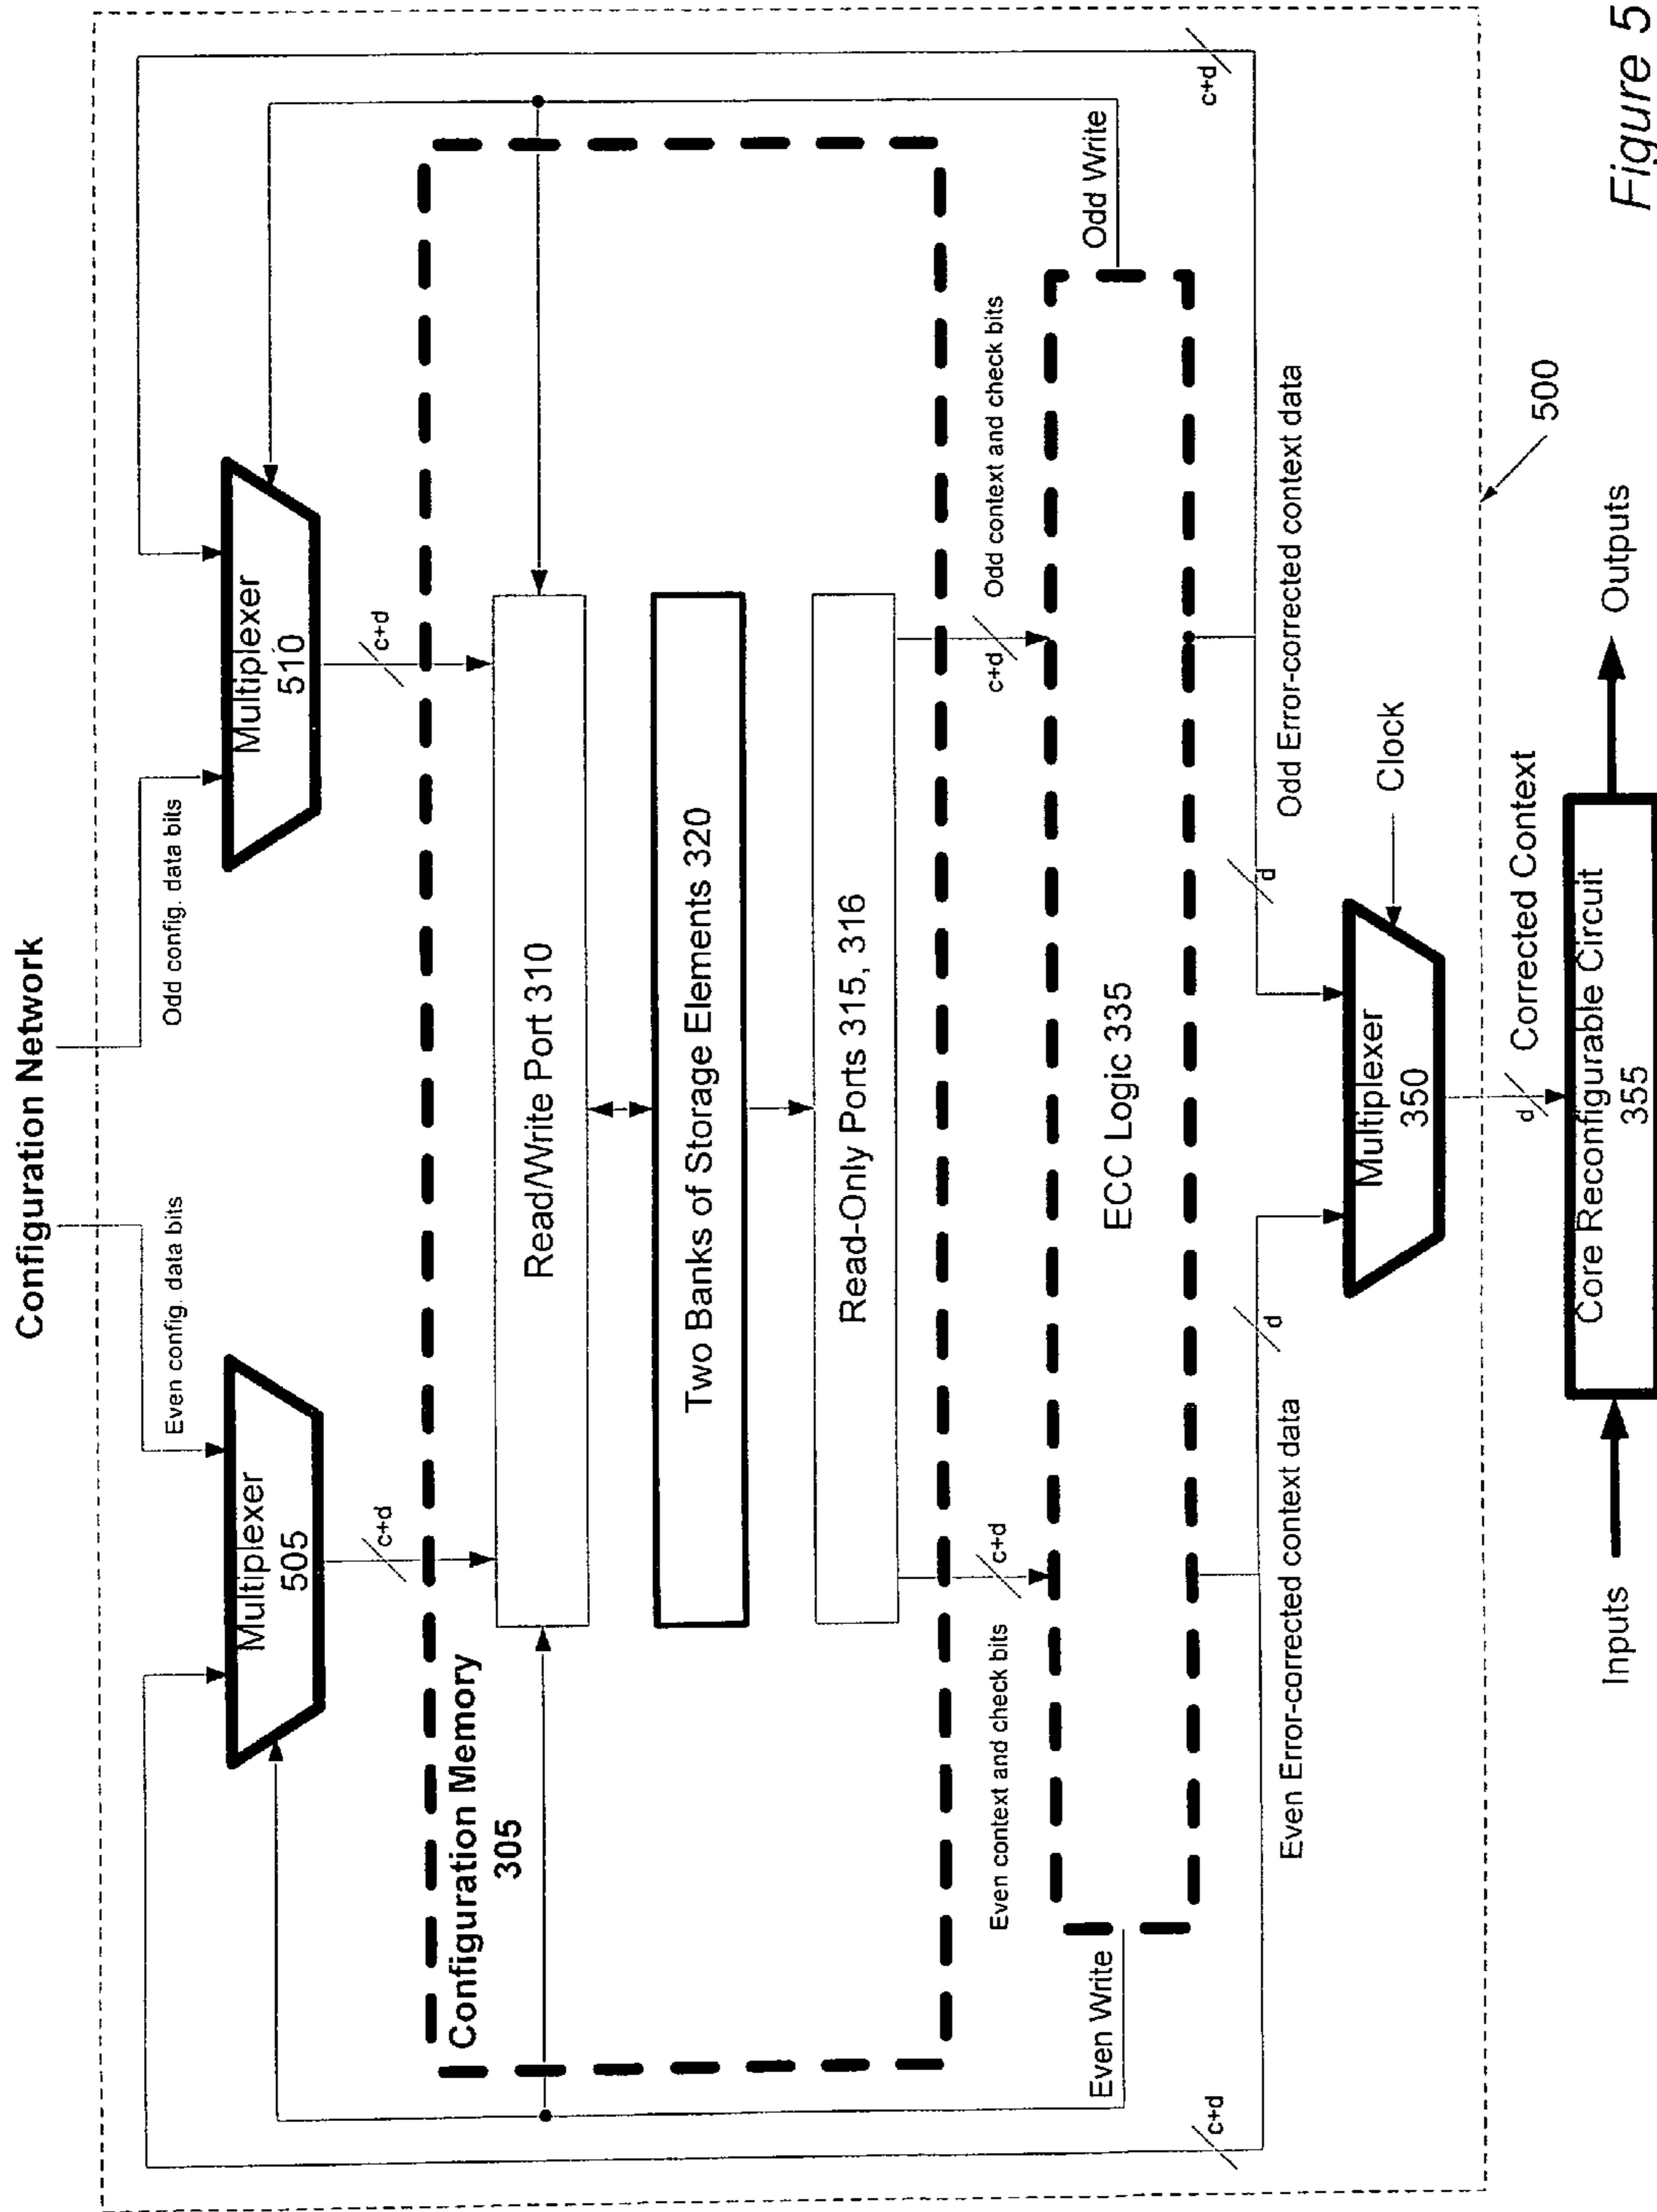 Configuration Network
Even config. data bits
Odd config. data bits
Multiplexer
505
Multiplexer
510
c+d
c+d
Configuration Memory
305
Read/Write Port 310
Two Banks of Storage Elements 320
Read-Only Ports 315, 316
Even context and check bits
c+d
c+d
Odd context and check bits
Even Write
ECC Logic 335
Odd Write
c+d
c+d
Even Error-corrected context data
d
d
Odd Error-corrected context data
Multiplexer
350
Clock
500
d
Corrected Context
Inputs
Core Reconfigurable Circuit
355
Outputs
Figure 5